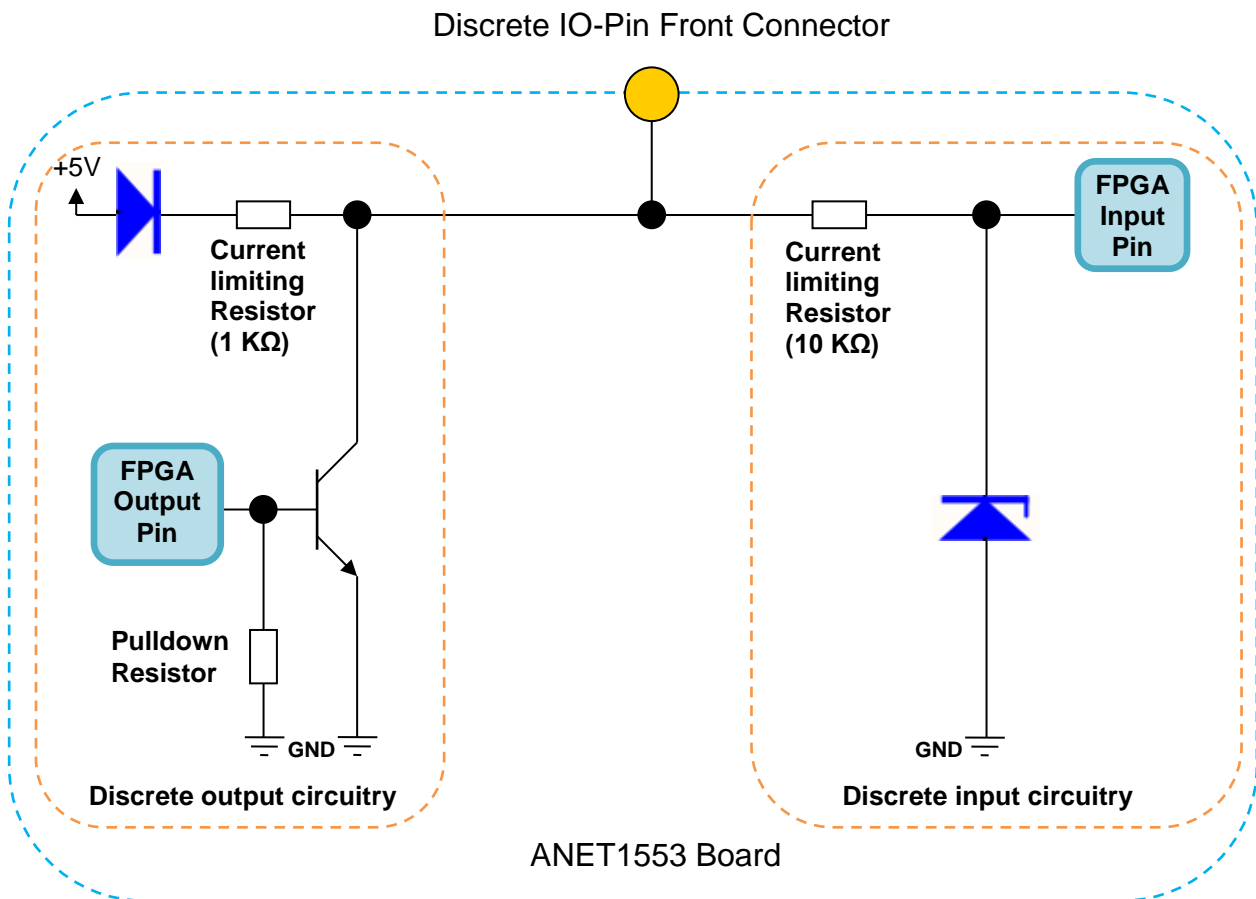 Discrete IO-Pin Front Connector
+5V
Current
limiting
Resistor
(1 KΩ)
Current
limiting
Resistor
(10 KΩ)
FPGA
Input
Pin
FPGA
Output
Pin
Pulldown
Resistor
GND
GND
Discrete output circuitry
Discrete input circuitry
ANET1553 Board